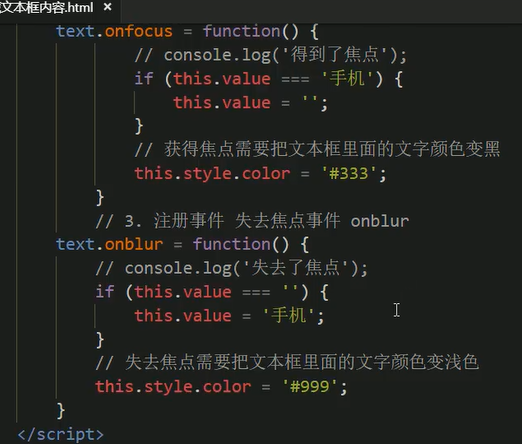 文本框内容.html ×
text.onfocus = function() {
// console.log('得到了焦点');
if (this.value === '手机') {
this.value = '';
}
// 获得焦点需要把文本框里面的文字颜色变黑
this.style.color = '#333';
}
// 3. 注册事件 失去焦点事件 onblur
text.onblur = function() {
// console.log('失去了焦点');
if (this.value === '') {
this.value = '手机';
}
// 失去焦点需要把文本框里面的文字颜色变浅色
this.style.color = '#999';
}
</script>